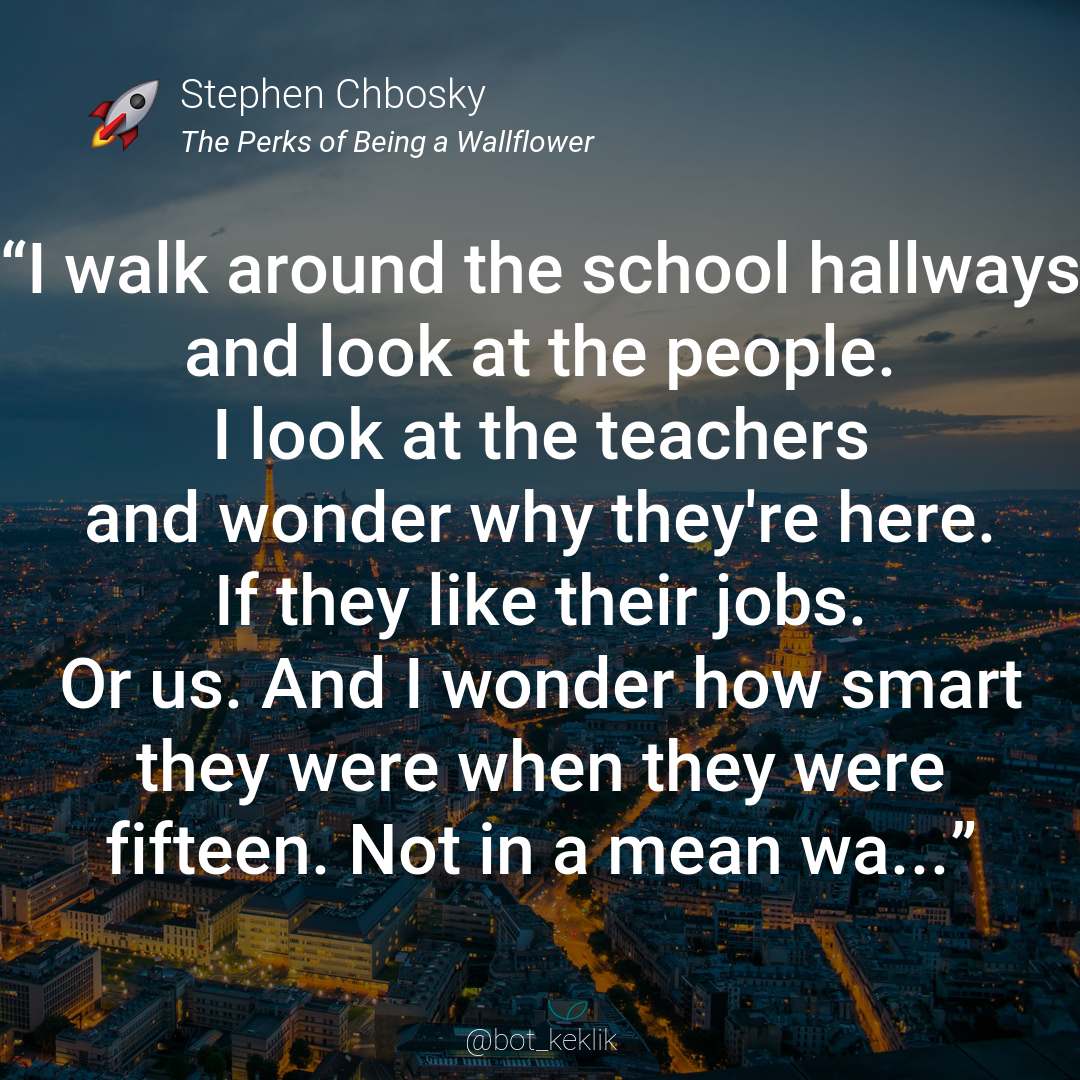 Stephen Chbosky
The Perks of Being a Wallflower
“I walk around the school hallways
and look at the people.
I look at the teachers
and wonder why they're here.
If they like their jobs.
Or us. And I wonder how smart
they were when they were
fifteen. Not in a mean wa...”
@bot_keklik